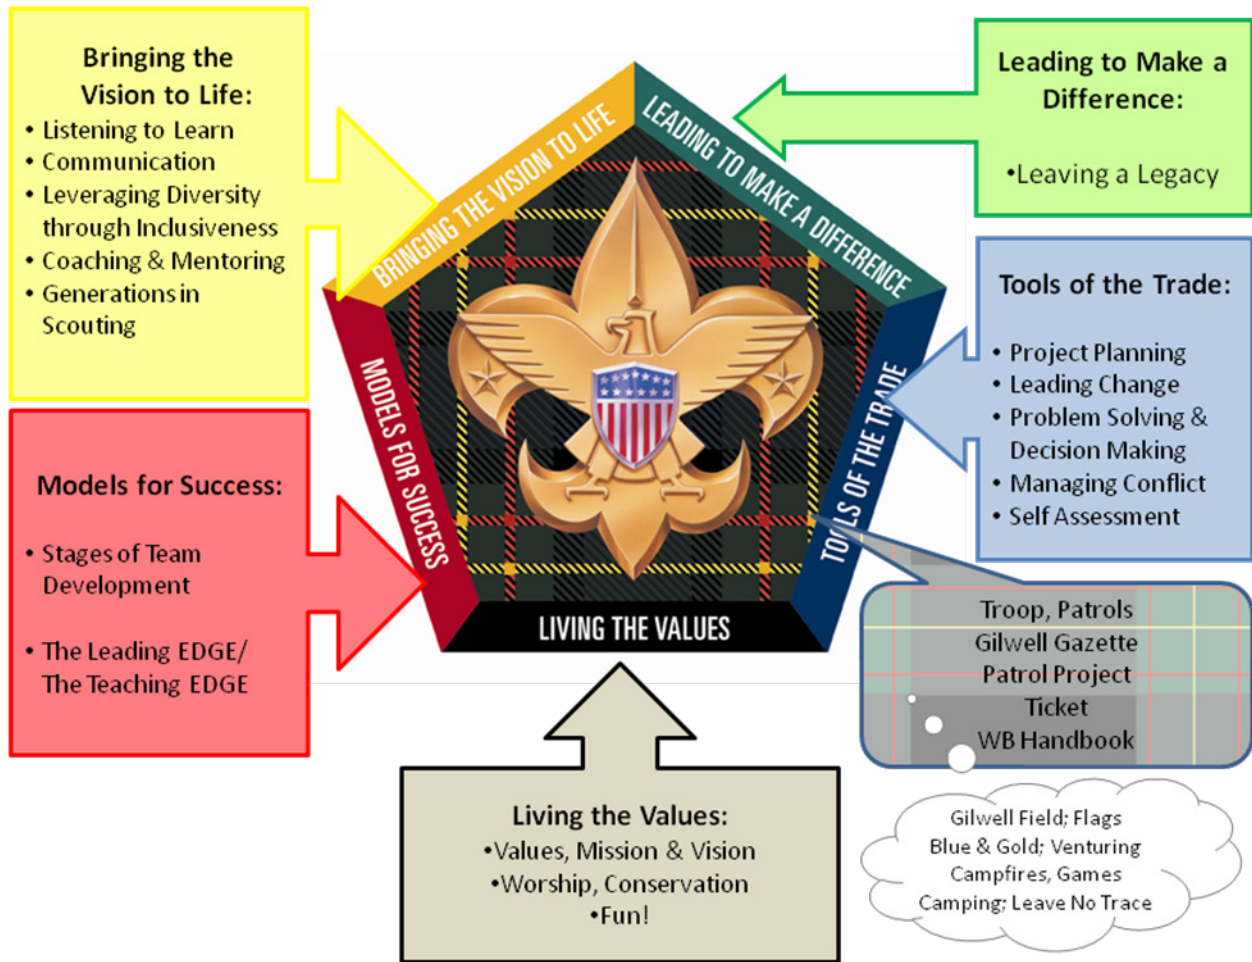 Bringing the
Vision to Life:
• Listening to Learn
• Communication
• Leveraging Diversity
through Inclusiveness
• Coaching & Mentoring
• Generations in
Scouting
Models for Success:
• Stages of Team
Development
• The Leading EDGE/
The Teaching EDGE
BRINGING THE VISION TO LIFE
LEADING TO MAKE A DIFFERENCE
MODELS FOR SUCCESS
TOOLS OF THE TRADE
LIVING THE VALUES
Leading to Make a
Difference:
•Leaving a Legacy
Tools of the Trade:
• Project Planning
• Leading Change
• Problem Solving &
Decision Making
• Managing Conflict
• Self Assessment
Troop, Patrols
Gilwell Gazette
Patrol Project
Ticket
WB Handbook
Living the Values:
•Values, Mission & Vision
•Worship, Conservation
•Fun!
Gilwell Field; Flags
Blue & Gold; Venturing
Campfires, Games
Camping; Leave No Trace